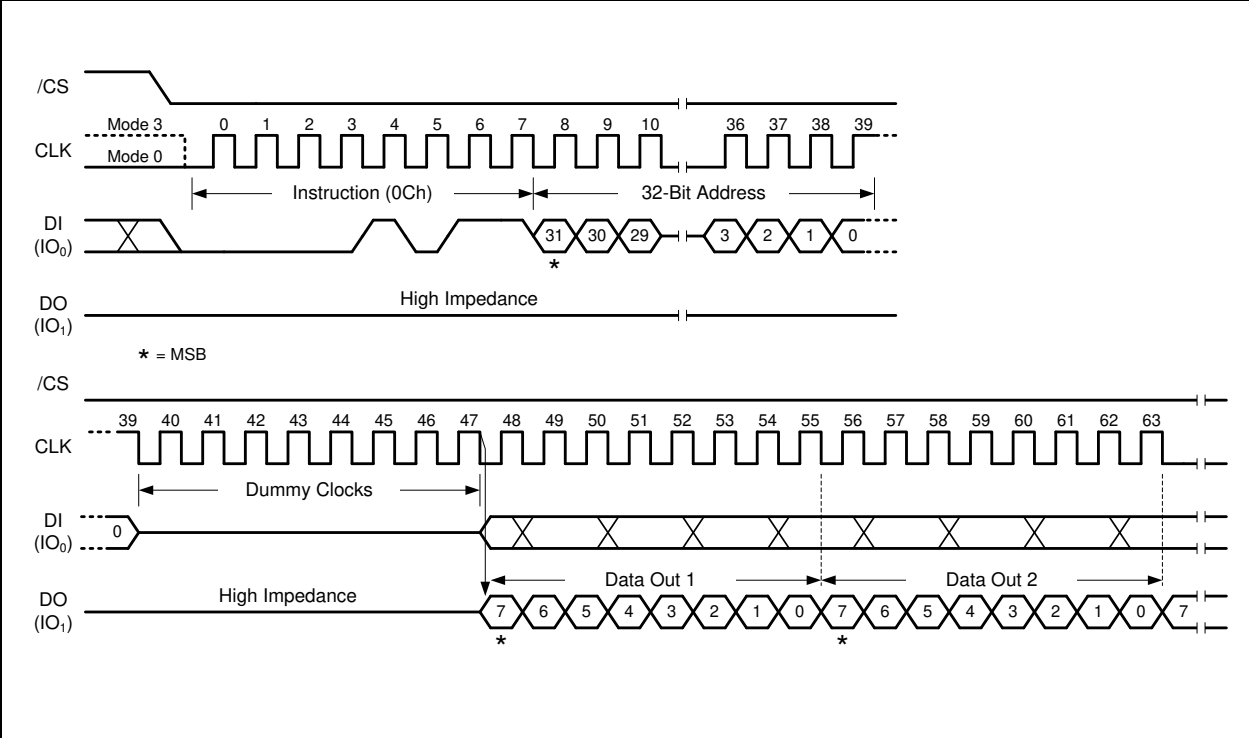 /CS
Mode 3 0 1 2 3 4 5 6 7 8 9 10 36 37 38 39
CLK Mode 0
Instruction (0Ch) 32-Bit Address
DI
(IO0) 31 30 29 3 2 1 0
*
High Impedance
DO
(IO1)
* = MSB
/CS
39 40 41 42 43 44 45 46 47 48 49 50 51 52 53 54 55 56 57 58 59 60 61 62 63
CLK
Dummy Clocks
DI
(IO0) 0
Data Out 1 Data Out 2
High Impedance
DO
(IO1) 7 6 5 4 3 2 1 0 7 6 5 4 3 2 1 0 7
* *